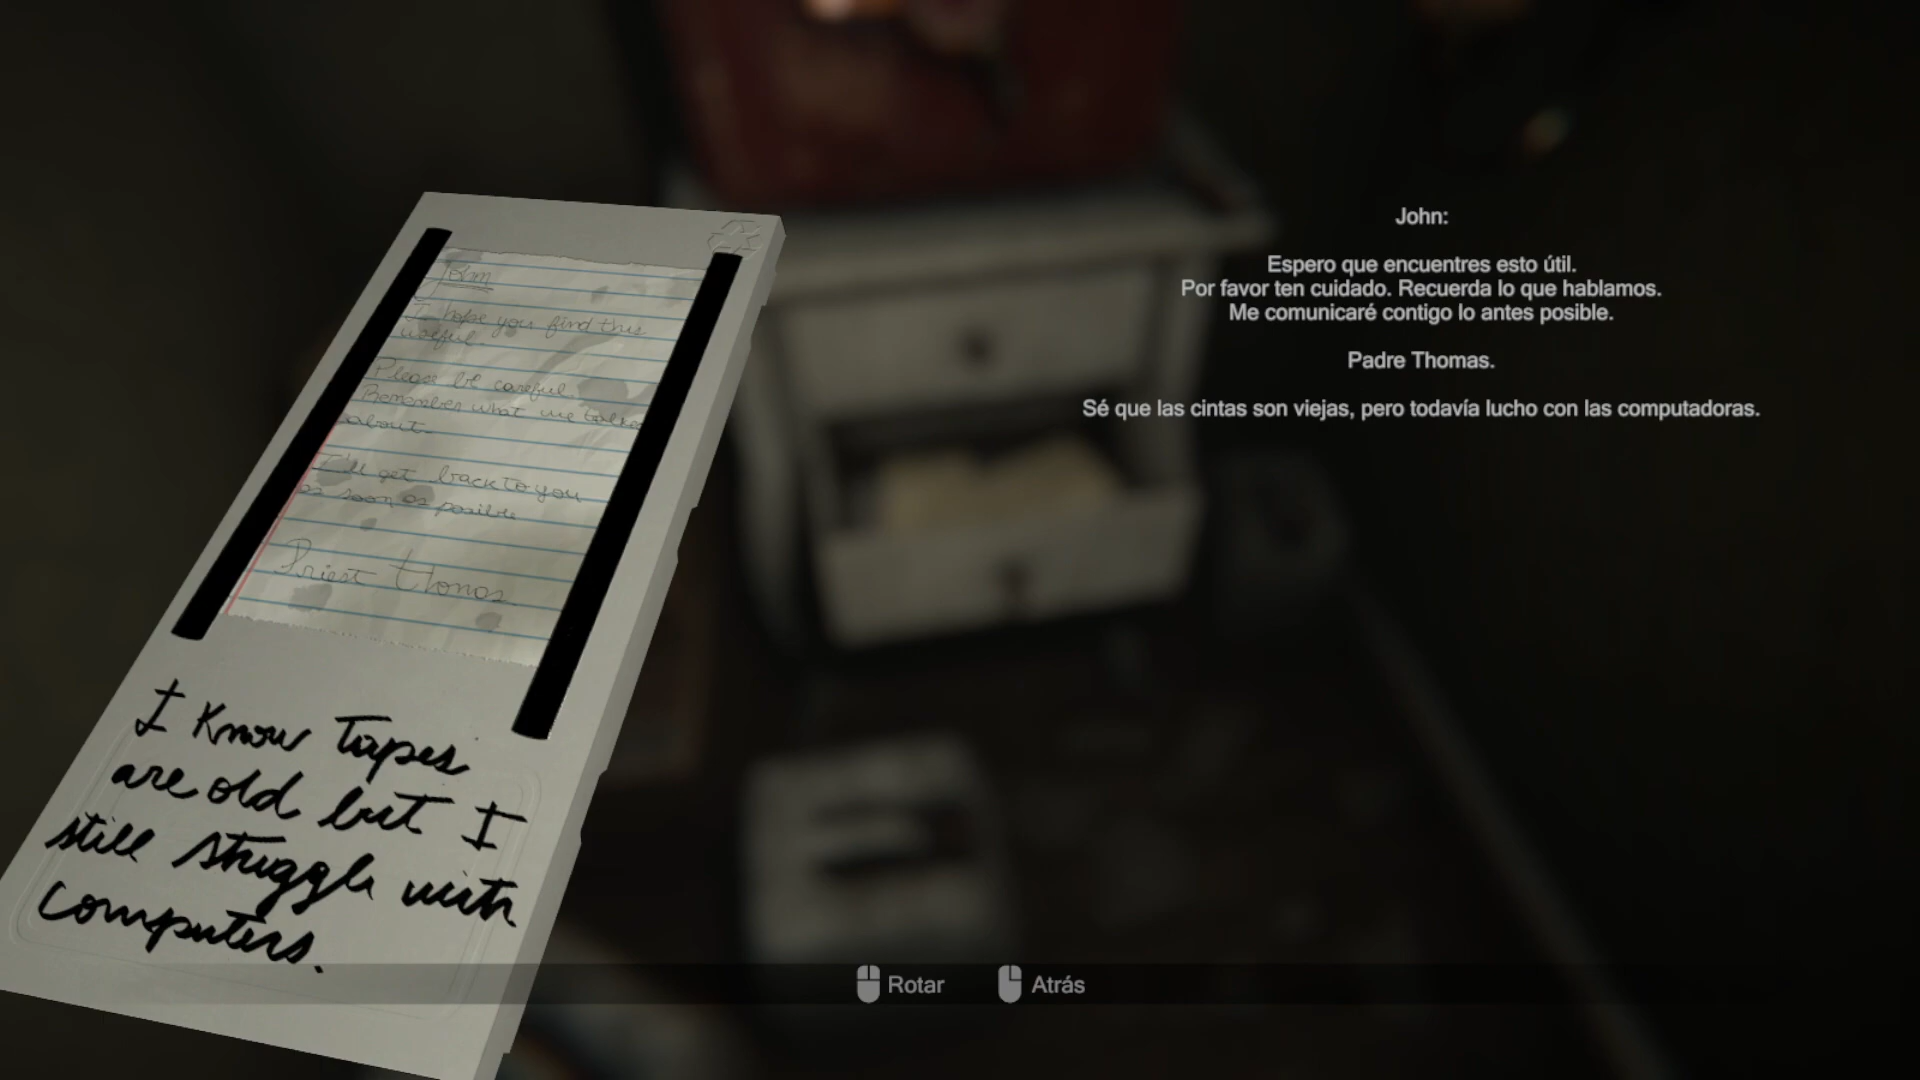 John
I hope you find this
useful.
Please be careful.
Remember what we talked
about.
I'll get back to you
as soon as posible
Priest Thomas.
I Know Tapes
are old but I
still struggle with
computers.
John:
Espero que encuentres esto útil.
Por favor ten cuidado. Recuerda lo que hablamos.
Me comunicaré contigo lo antes posible.
Padre Thomas.
Sé que las cintas son viejas, pero todavía lucho con las computadoras.
Rotar
Atrás